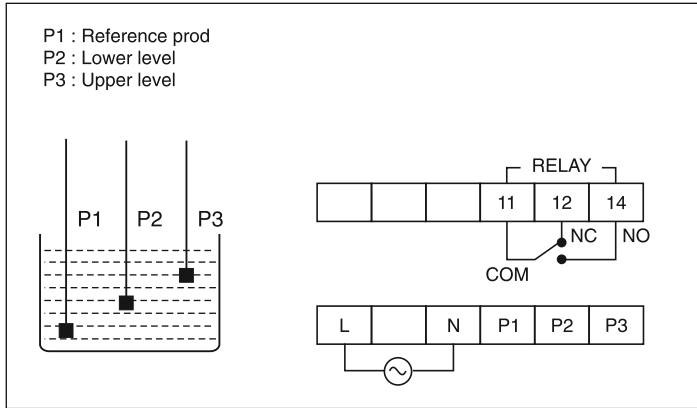 P1 : Reference prod
P2 : Lower level
P3 : Upper level
P1 P2 P3
RELAY
11 12 14
NC NO
COM
L N P1 P2 P3